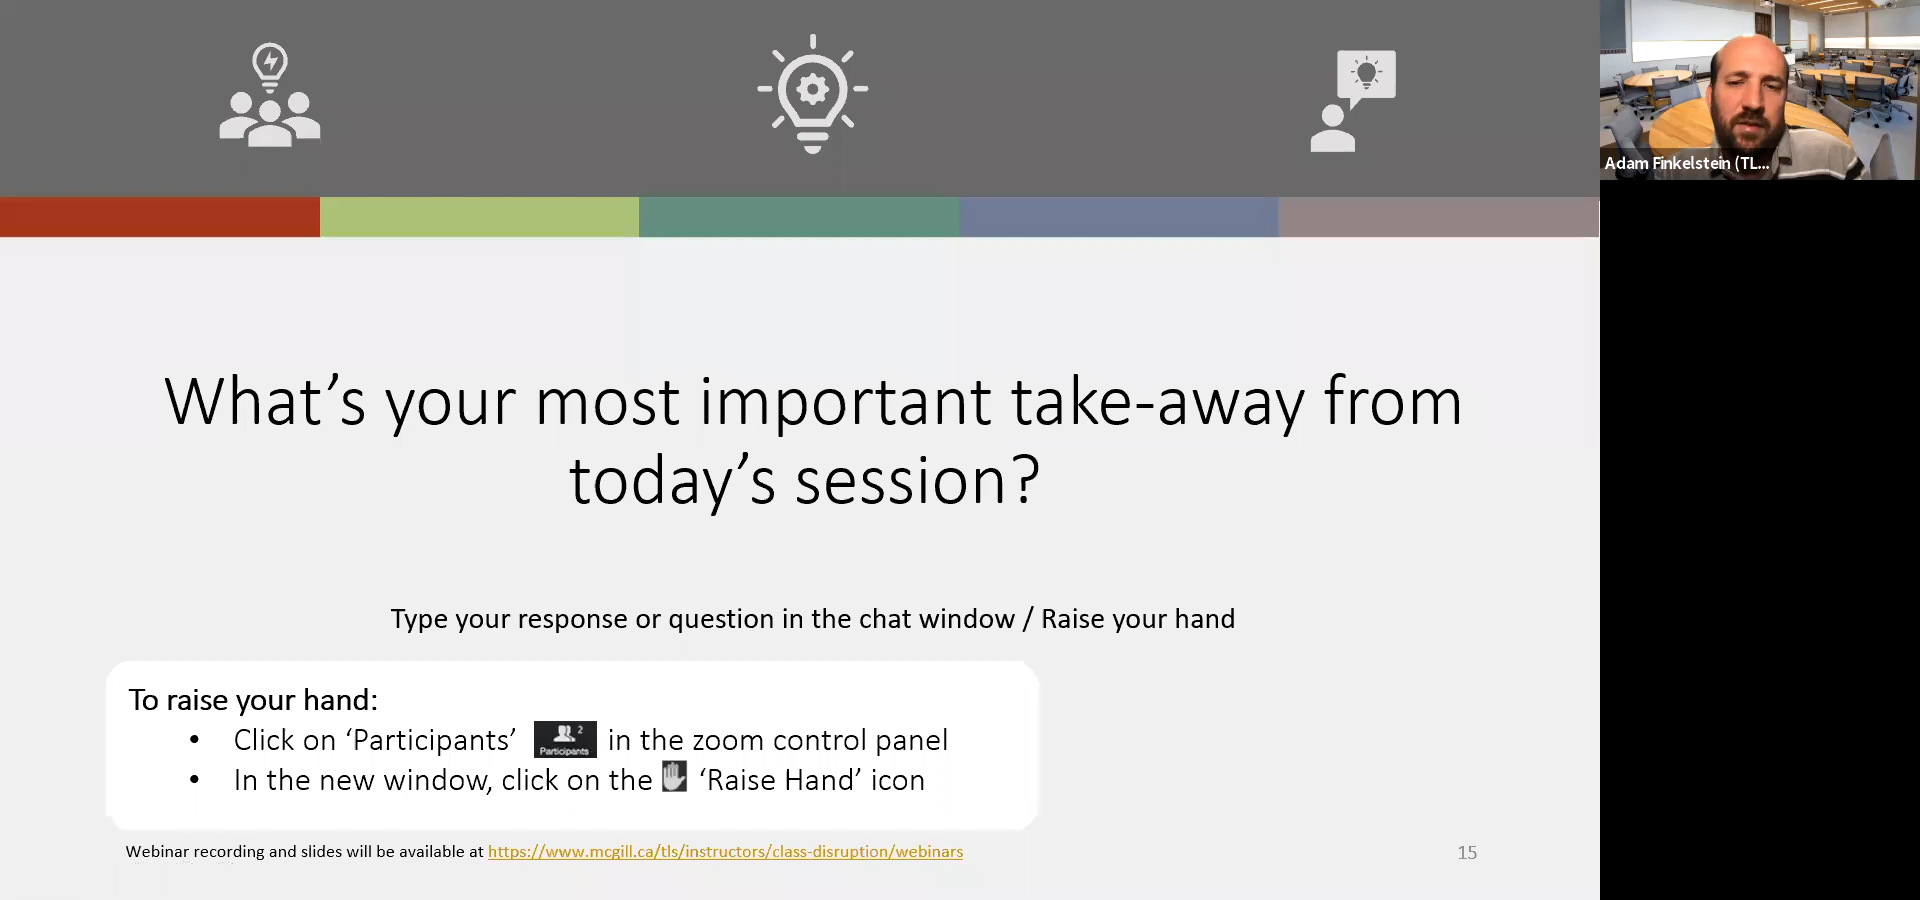 Adam Finkelstein (TL...
What’s your most important take-away from
today’s session?
Type your response or question in the chat window / Raise your hand
To raise your hand:
• Click on ‘Participants’ 2 Participants in the zoom control panel
• In the new window, click on the ‘Raise Hand’ icon
Webinar recording and slides will be available at https://www.mcgill.ca/tls/instructors/class-disruption/webinars
15